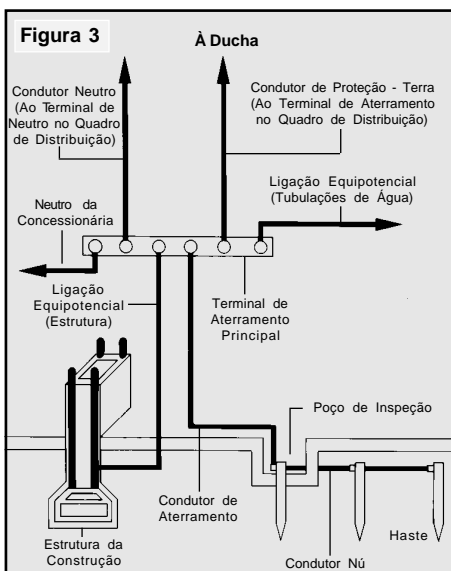 Figura 3
À Ducha
Condutor Neutro
(Ao Terminal de
Neutro no Quadro
de Distribuição)
Condutor de Proteção - Terra
(Ao Terminal de Aterramento
no Quadro de Distribuição)
Ligação Equipotencial
(Tubulações de Água)
Neutro da
Concessionária
Ligação
Equipotencial
(Estrutura)
Terminal de
Aterramento
Principal
Poço de Inspeção
Condutor de
Aterramento
Haste
Estrutura da
Construção
Condutor Nú